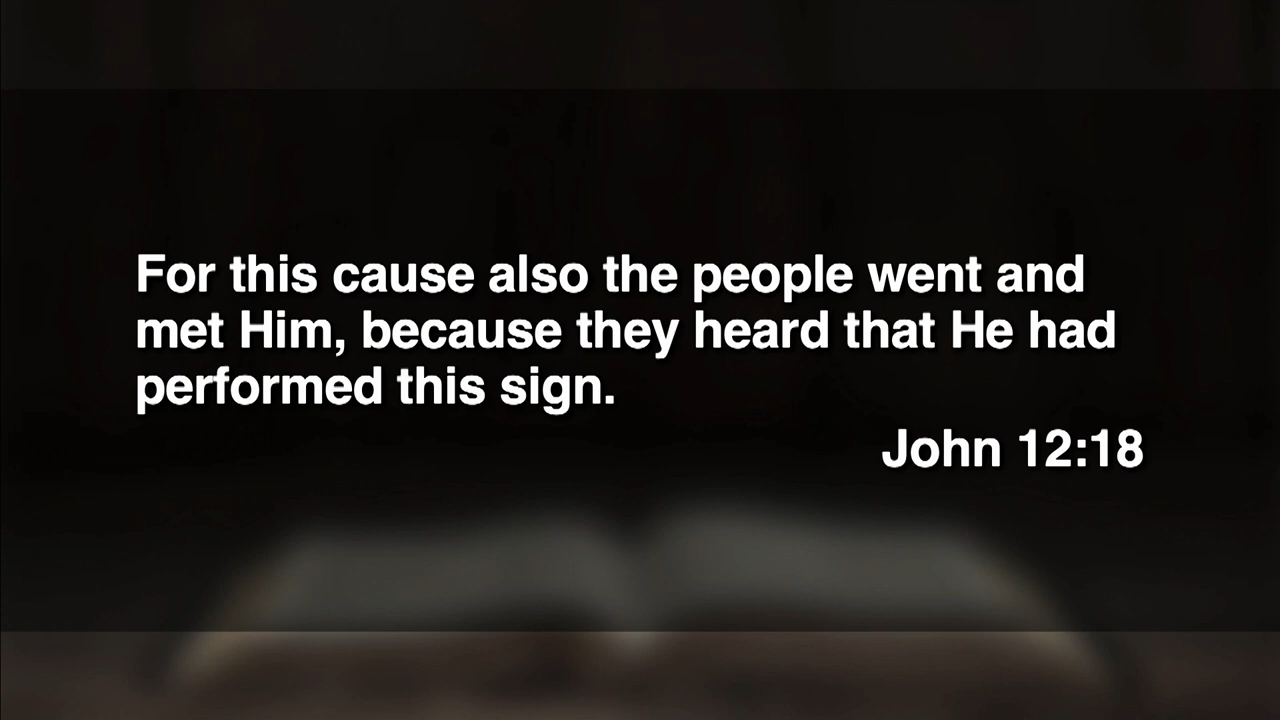 For this cause also the people went and
met Him, because they heard that He had
performed this sign.
John 12:18